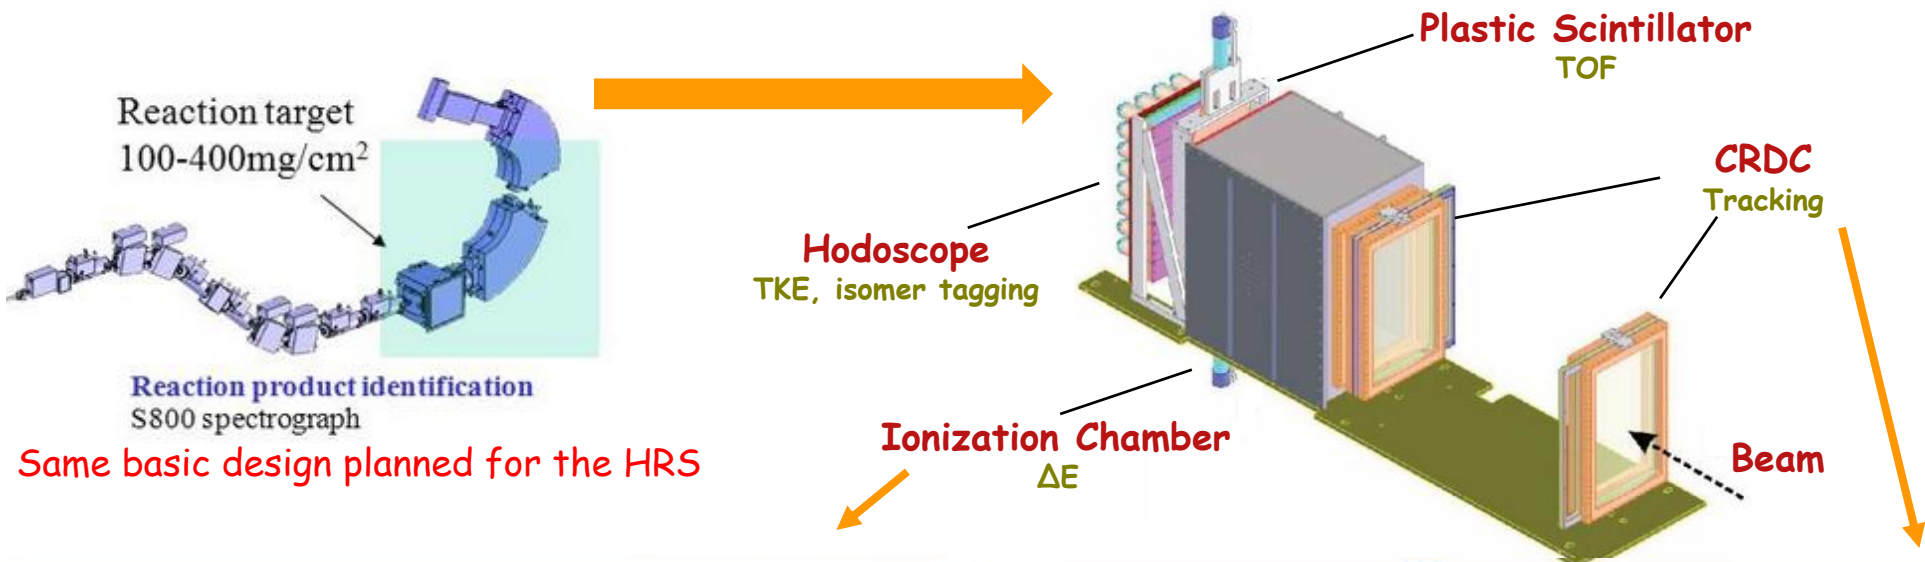 Reaction target
100-400mg/cm²
Reaction product identification
S800 spectrograph
Same basic design planned for the HRS
Plastic Scintillator
TOF
CRDC
Tracking
Hodoscope
TKE, isomer tagging
Ionization Chamber
ΔE
Beam